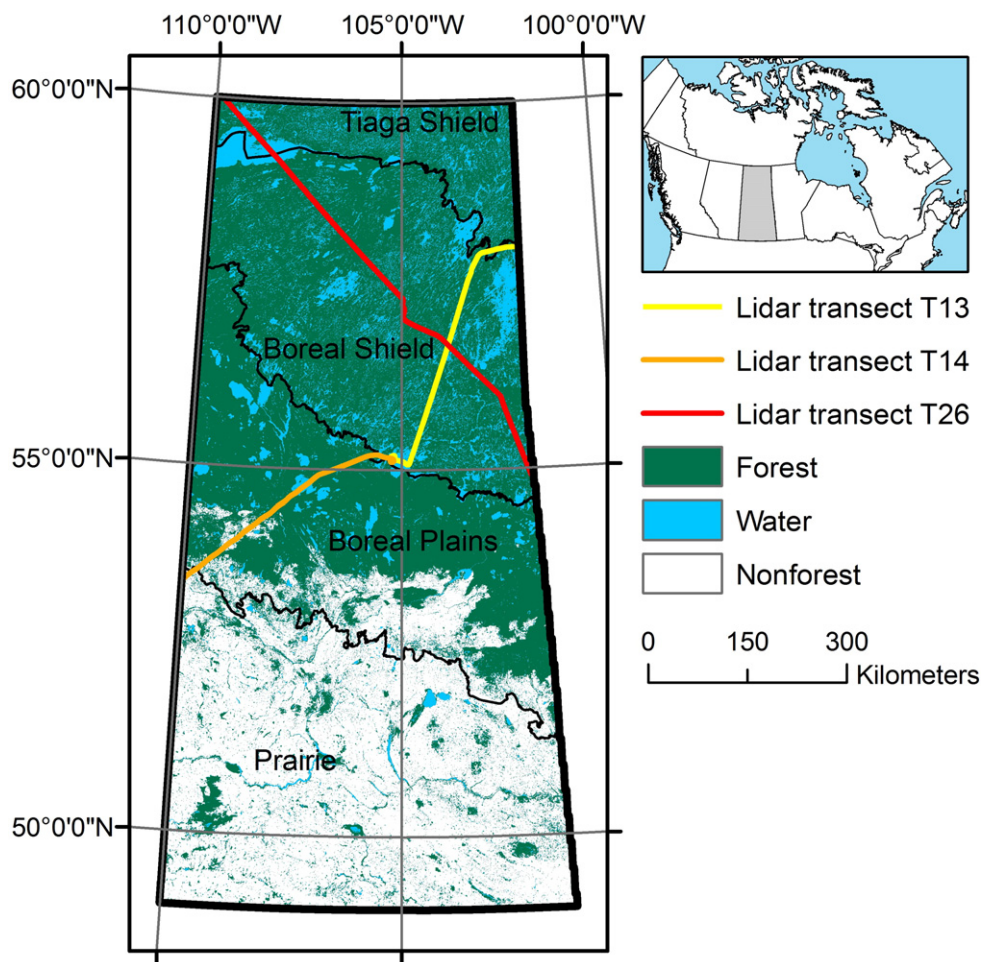 110°0'0"W 105°0'0"W 100°0'0"W
60°0'0"N
55°0'0"N
50°0'0"N
Tiaga Shield
Boreal Shield
Boreal Plains
Prairie
Lidar transect T13
Lidar transect T14
Lidar transect T26
Forest
Water
Nonforest
0 150 300
Kilometers